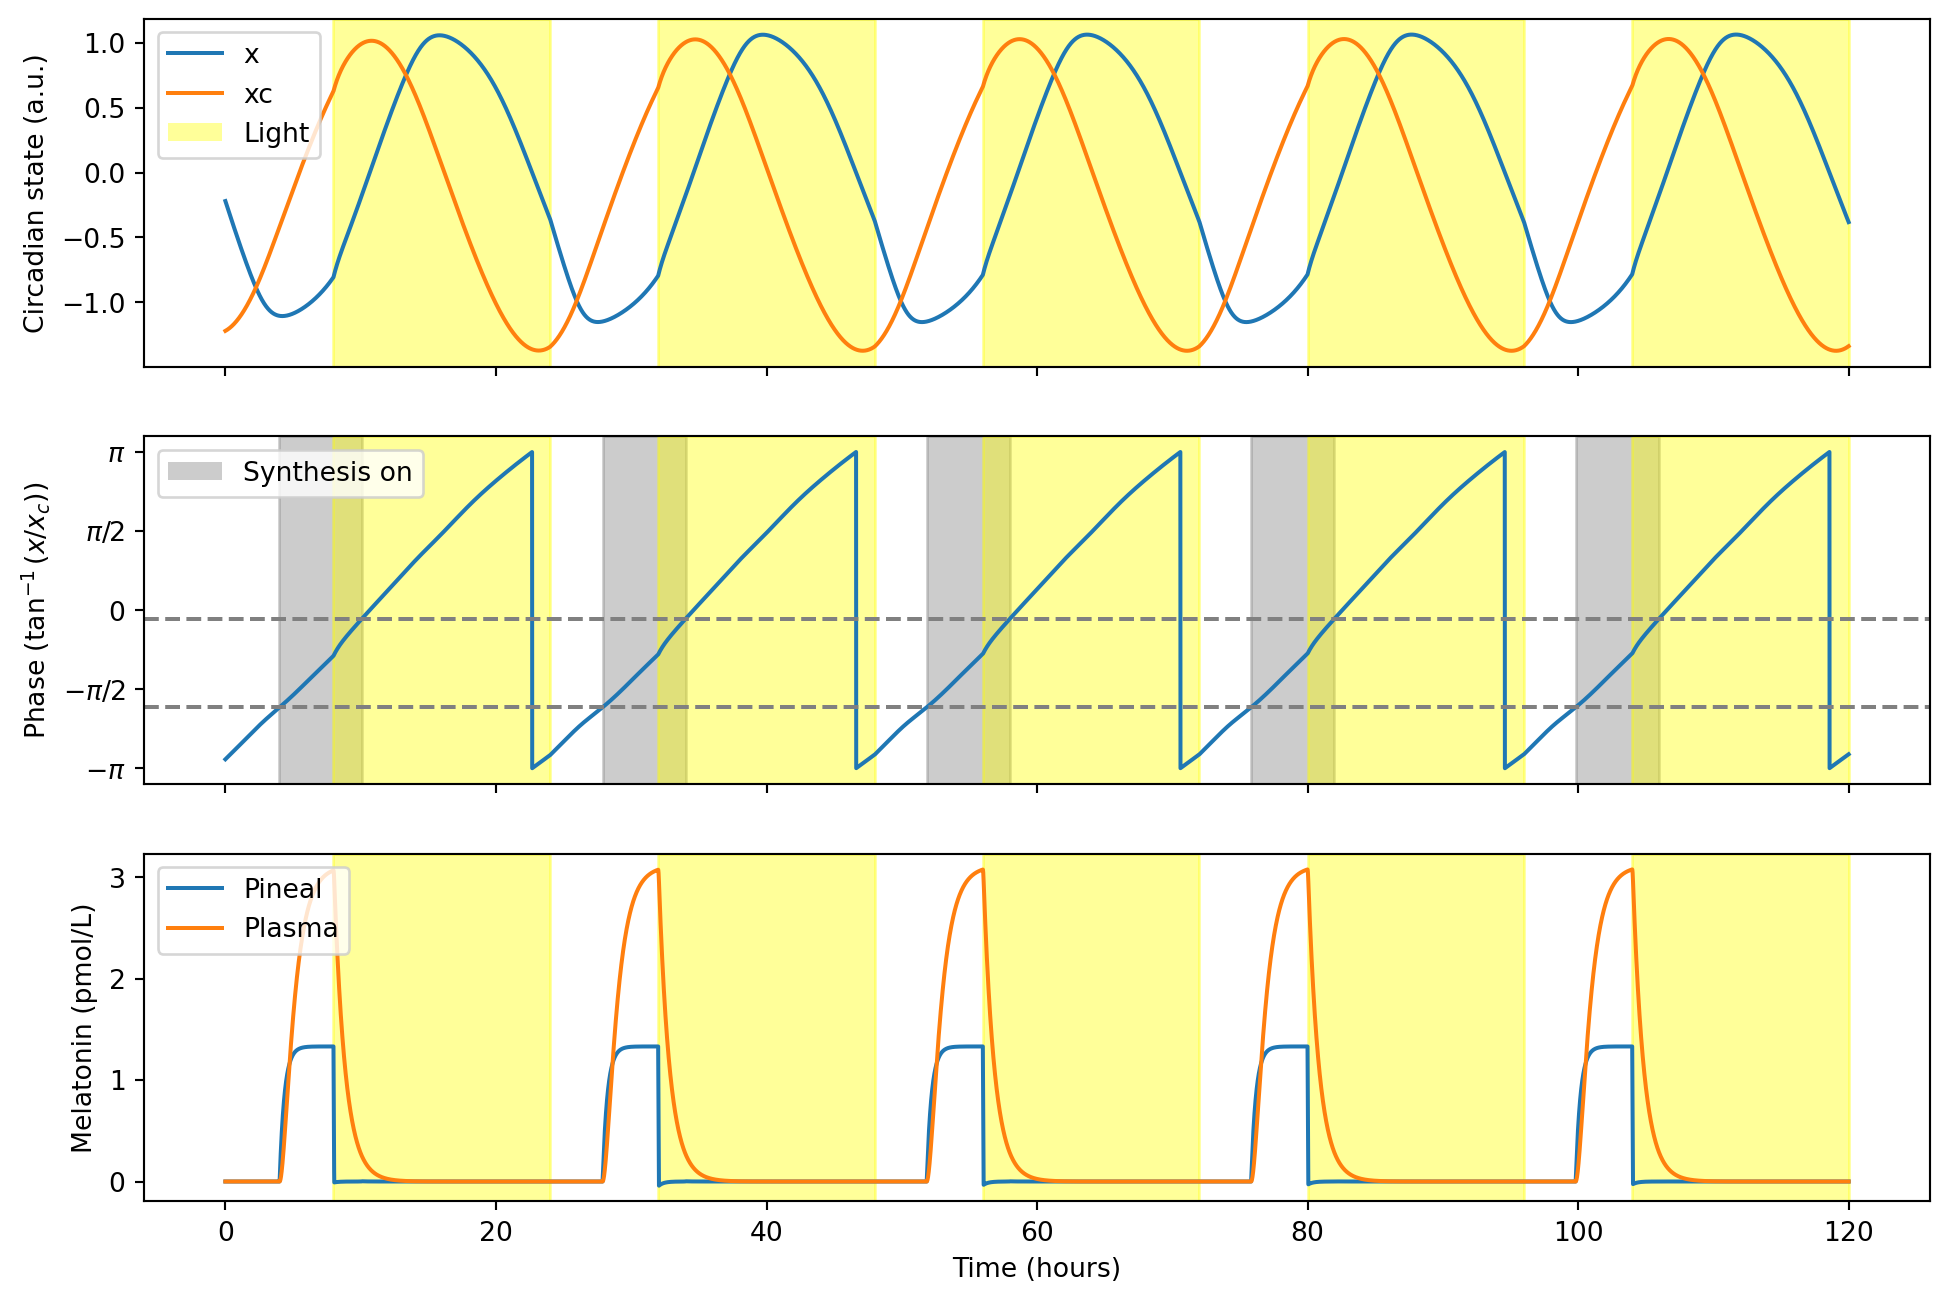 Circadian state (a.u.)
1.0
0.5
0.0
−0.5
−1.0
x
xc
Light
Phase (tan⁻¹(x/x_c))
π
π/2
0
−π/2
−π
Synthesis on
Melatonin (pmol/L)
3
2
1
0
Pineal
Plasma
0 20 40 60 80 100 120
Time (hours)